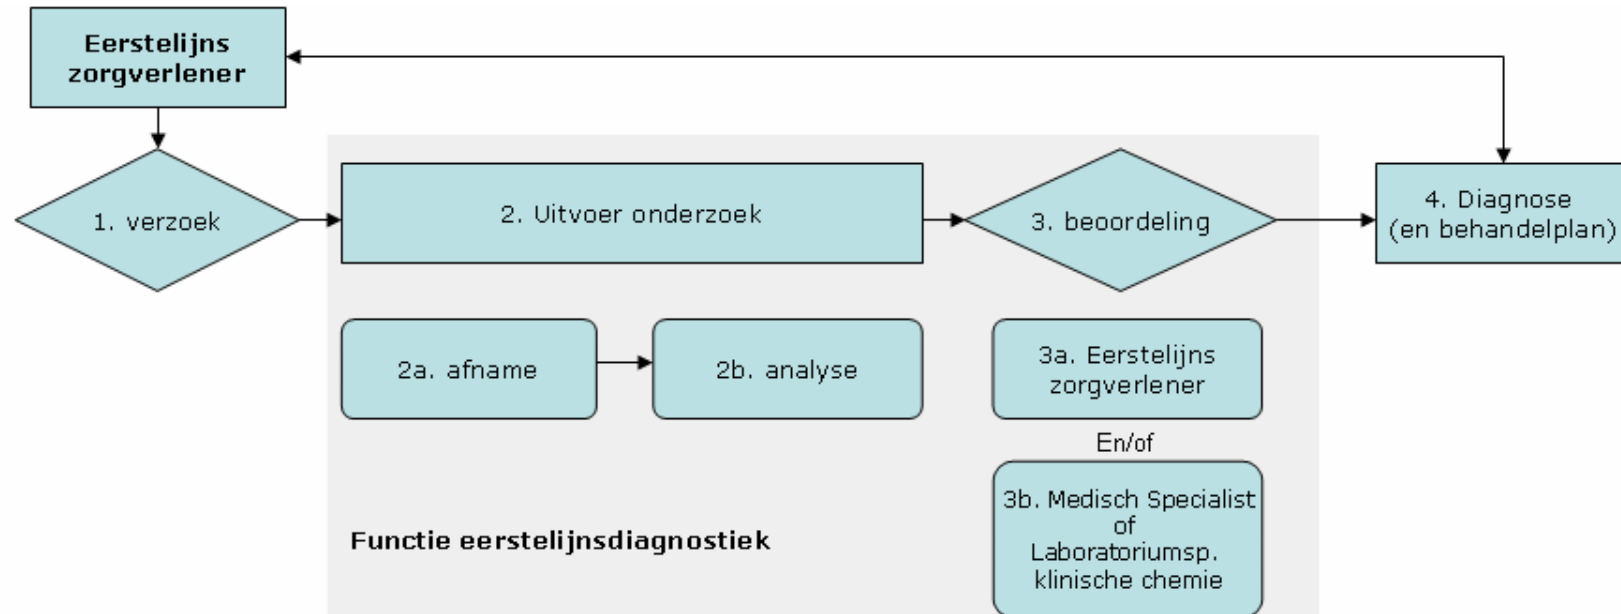 Eerstelijns
zorgverlener
1. verzoek
2. Uitvoer onderzoek
3. beoordeling
4. Diagnose
(en behandelplan)
2a. afname
2b. analyse
3a. Eerstelijns
zorgverlener
En/of
3b. Medisch Specialist
of
Laboratoriumsp.
klinische chemie
Functie eerstelijnsdiagnostiek